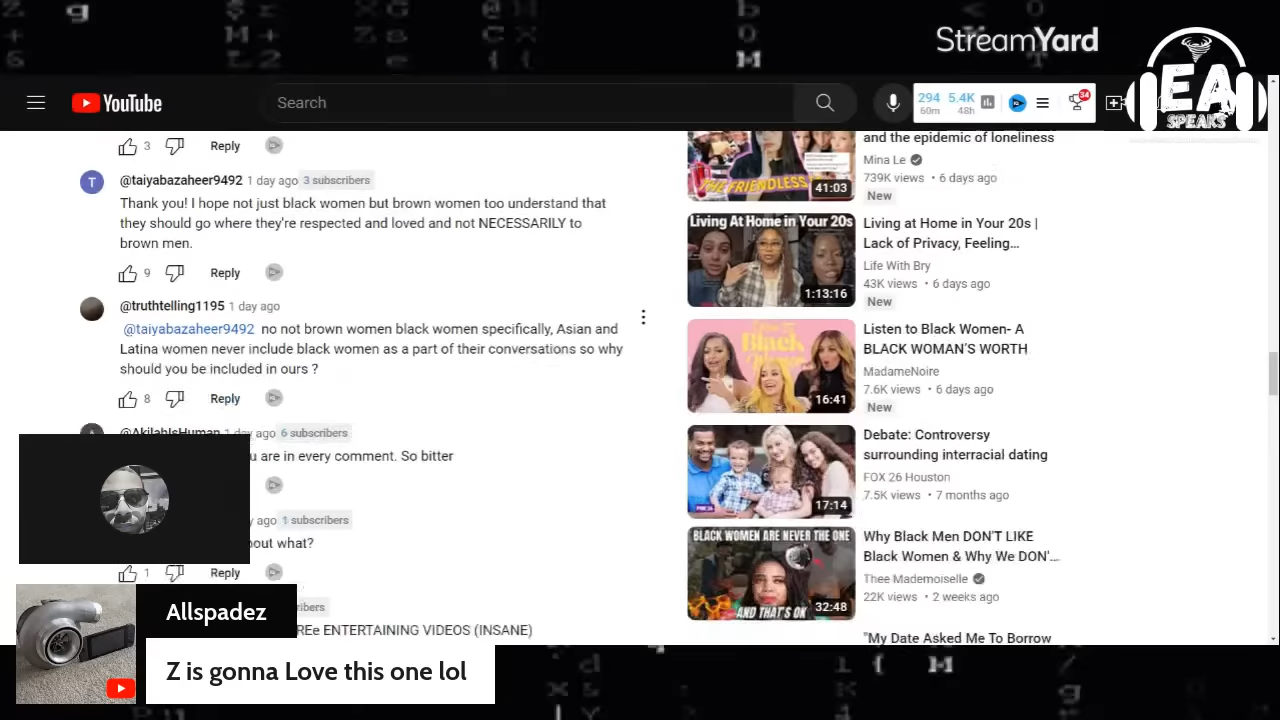 StreamYard
EA
SPEAKS
YouTube
Search
294 5.4K
60m 48h
34
3 Reply
T
@taiyabazaheer9492 1 day ago 3 subscribers
Thank you! I hope not just black women but brown women too understand that
they should go where they're respected and loved and not NECESSARILY to
brown men.
9 Reply
@truthtelling1195 1 day ago
@taiyabazaheer9492 no not brown women black women specifically, Asian and
Latina women never include black women as a part of their conversations so why
should you be included in ours ?
8 Reply
@AkilahIsHuman 1 day ago 6 subscribers
are in every comment. So bitter
ago 1 subscribers
what?
1 Reply
ENTERTAINING VIDEOS (INSANE)
Allspadez
Z is gonna Love this one lol
THE FRIENDLESS
41:03
and the epidemic of loneliness
Mina Le
739K views • 6 days ago
New
Living At Home in Your 20s
1:13:16
Living at Home in Your 20s |
Lack of Privacy, Feeling...
Life With Bry
43K views • 6 days ago
New
Black
16:41
Listen to Black Women- A
BLACK WOMAN'S WORTH
MadameNoire
7.6K views • 6 days ago
New
17:14
Debate: Controversy
surrounding interracial dating
FOX 26 Houston
7.5K views • 7 months ago
BLACK WOMEN ARE NEVER THE ONE
AND THAT'S OK
32:48
Why Black Men DON'T LIKE
Black Women & Why We DON'...
Thee Mademoiselle
22K views • 2 weeks ago
"My Date Asked Me To Borrow